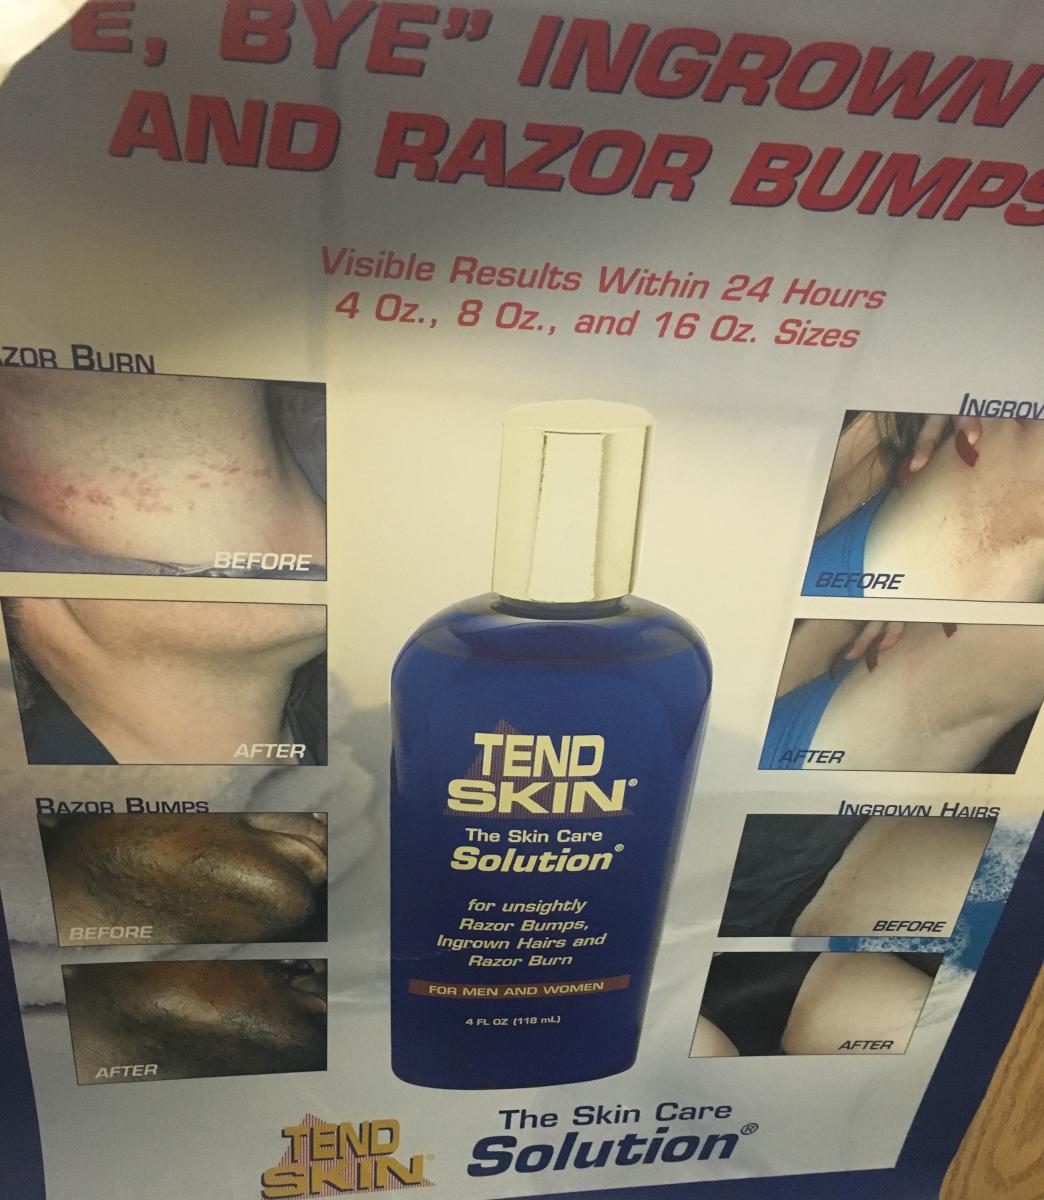 E, BYE” INGROWN
AND RAZOR BUMPS
Visible Results Within 24 Hours
4 Oz., 8 Oz., and 16 Oz. Sizes
ZOR BURN
BEFORE
AFTER
RAZOR BUMPS
BEFORE
AFTER
TEND
SKIN®
The Skin Care
Solution®
for unsightly
Razor Bumps,
Ingrown Hairs and
Razor Burn
FOR MEN AND WOMEN
4 FL OZ (118 mL)
INGROW
BEFORE
AFTER
INGROWN HAIRS
BEFORE
AFTER
TEND
SKIN
The Skin Care
Solution®